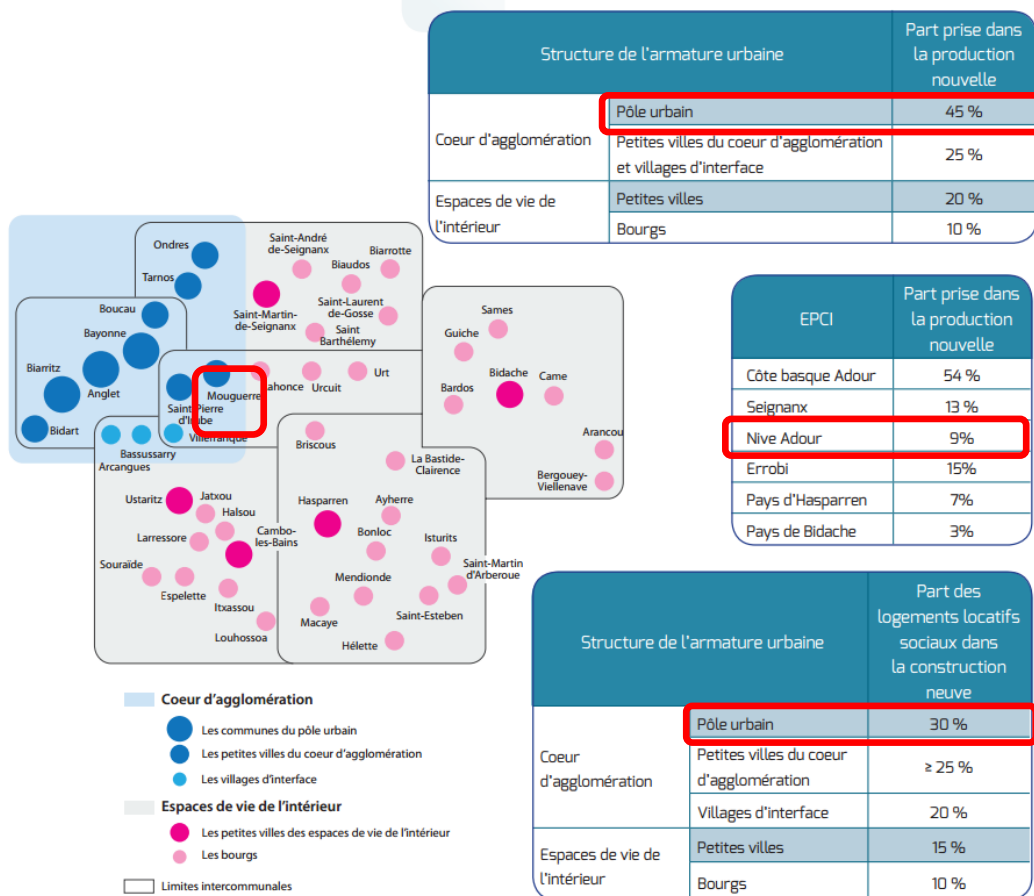 Structure de l'armature urbaine
Part prise dans
la production
nouvelle
Coeur d'agglomération
Pôle urbain
45 %
Petites villes du coeur d'agglomération
et villages d'interface
25 %
Espaces de vie de
l'intérieur
Petites villes
20 %
Bourgs
10 %
Ondres
Tarnos
Saint-André
de-Seignanx
Biarrotte
Biaudos
Saint-Martin-
de-Seignanx
Saint-Laurent
de-Gosse
Saint
Barthélemy
Boucau
Bayonne
Biarritz
Anglet
Bidart
Mouguerre
Saint-Pierre
d'Irube
Lahonce
Urcuit
Urt
Villefranque
Bassussarry
Arcangues
Sames
Guiche
Bidache
Came
Bardos
Arancou
Bergouey-
Viellenave
Briscous
La Bastide-
Clairence
Ustaritz
Jatxou
Halsou
Larressore
Cambo-
les-Bains
Souraïde
Espelette
Itxassou
Louhossoa
Hasparren
Ayherre
Bonloc
Isturits
Saint-Martin
d'Arberoue
Mendionde
Saint-Esteben
Macaye
Hélette
EPCI
Part prise dans
la production
nouvelle
Côte basque Adour
54 %
Seignanx
13 %
Nive Adour
9%
Errobi
15%
Pays d'Hasparren
7%
Pays de Bidache
3%
Structure de l'armature urbaine
Part des
logements locatifs
sociaux dans
la construction
neuve
Coeur
d'agglomération
Pôle urbain
30 %
Petites villes du coeur
d'agglomération
≥ 25 %
Villages d'interface
20 %
Espaces de vie de
l'intérieur
Petites villes
15 %
Bourgs
10 %
Coeur d'agglomération
Les communes du pôle urbain
Les petites villes du coeur d'agglomération
Les villages d'interface
Espaces de vie de l'intérieur
Les petites villes des espaces de vie de l'intérieur
Les bourgs
Limites intercommunales